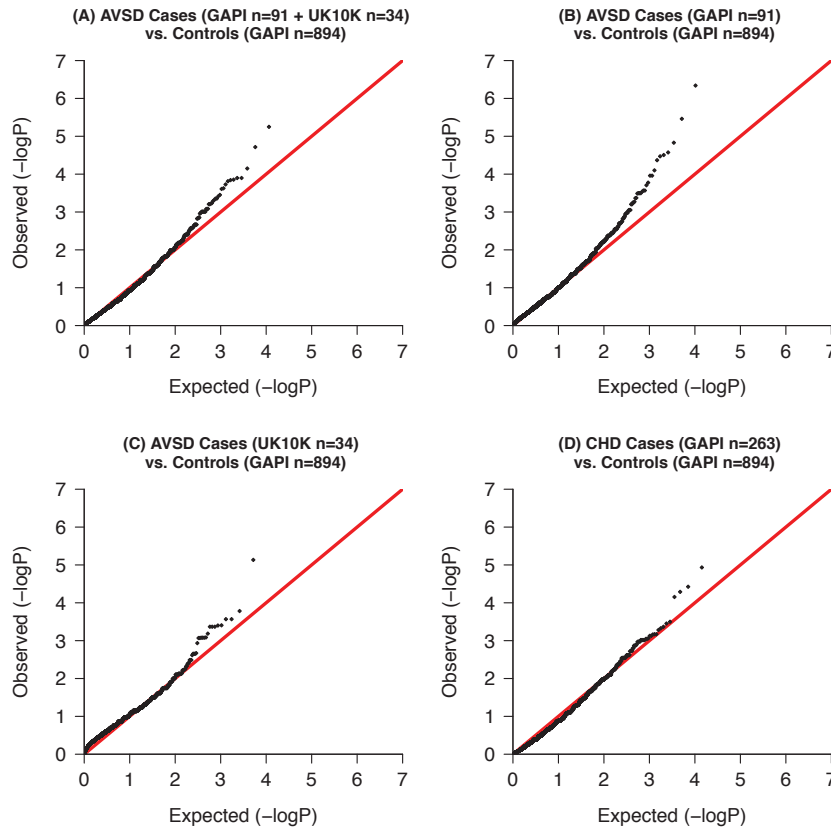 (A) AVSD Cases (GAPI n=91 + UK10K n=34)
vs. Controls (GAPI n=894)
7
6
5
4
3
2
1
0
Observed (−logP)
0 1 2 3 4 5 6 7
Expected (−logP)
(B) AVSD Cases (GAPI n=91)
vs. Controls (GAPI n=894)
7
6
5
4
3
2
1
0
Observed (−logP)
0 1 2 3 4 5 6 7
Expected (−logP)
(C) AVSD Cases (UK10K n=34)
vs. Controls (GAPI n=894)
7
6
5
4
3
2
1
0
Observed (−logP)
0 1 2 3 4 5 6 7
Expected (−logP)
(D) CHD Cases (GAPI n=263)
vs. Controls (GAPI n=894)
7
6
5
4
3
2
1
0
Observed (−logP)
0 1 2 3 4 5 6 7
Expected (−logP)